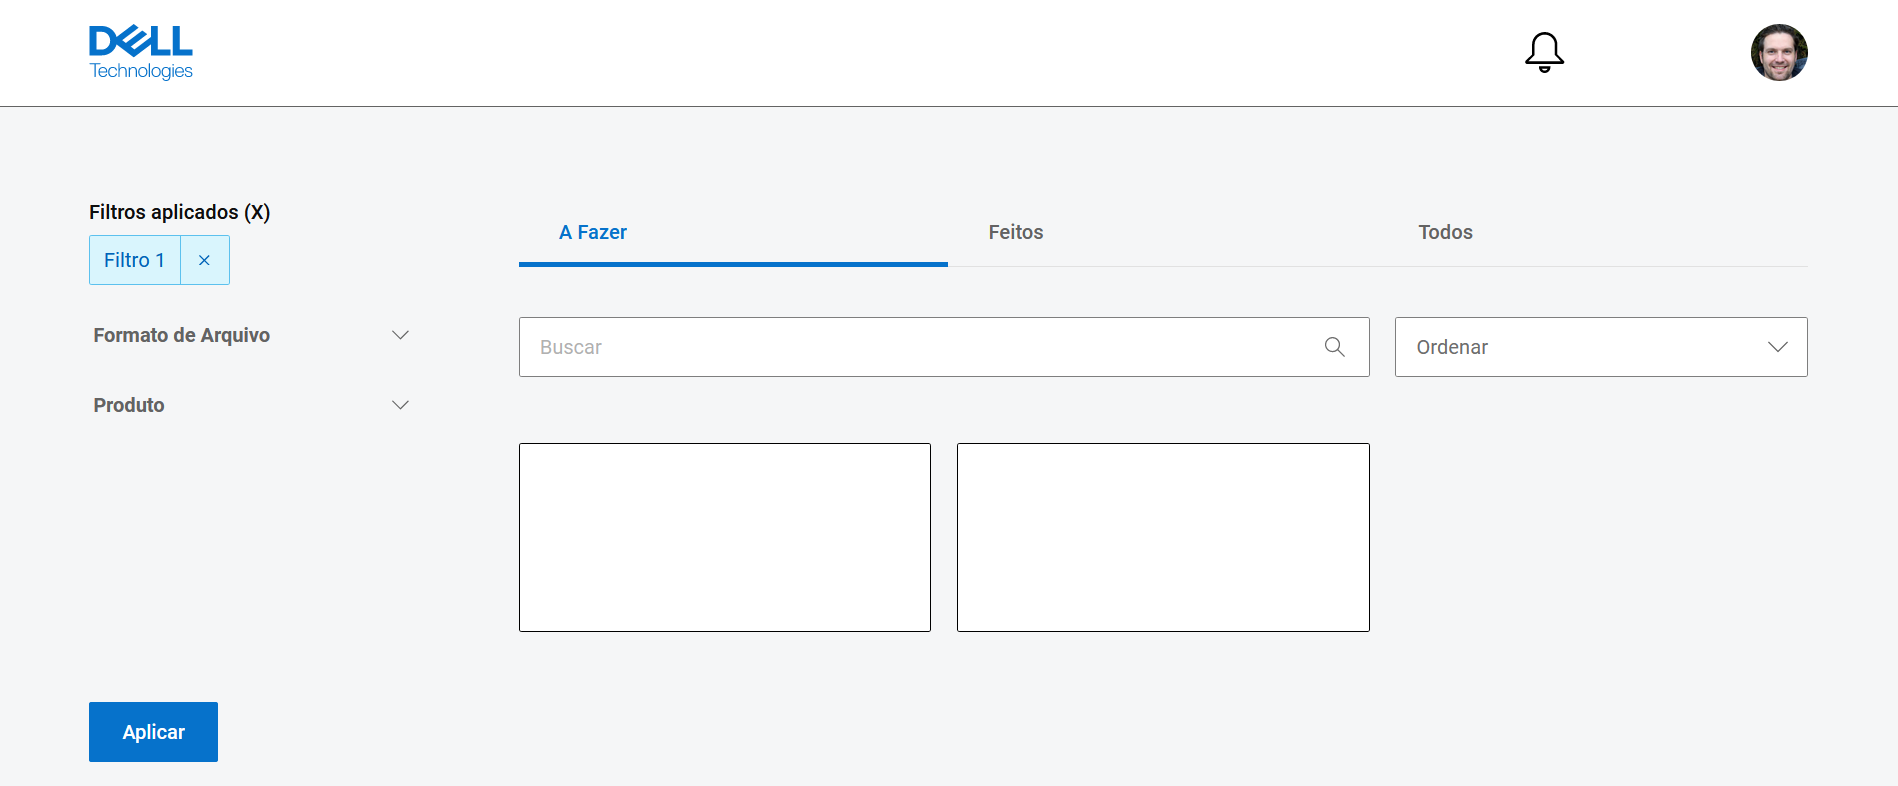 DELL
Technologies
Filtros aplicados (X)
Filtro 1
A Fazer
Feitos
Todos
Formato de Arquivo
Produto
Buscar
Ordenar
Aplicar